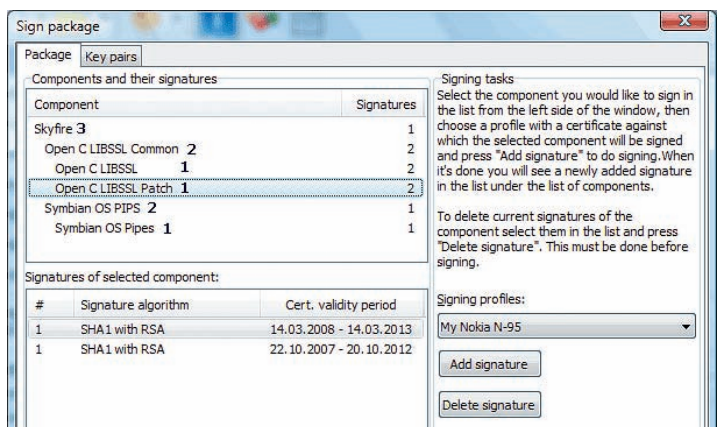 Sign package
Package Key pairs
Components and their signatures
Component Signatures
Skyfire 3 1
Open C LIBSSL Common 2 2
Open C LIBSSL 1 2
Open C LIBSSL Patch 1 2
Symbian OS PIPS 2 1
Symbian OS Pipes 1 1
Signatures of selected component:
# Signature algorithm Cert. validity period
1 SHA1 with RSA 14.03.2008 - 14.03.2013
1 SHA1 with RSA 22.10.2007 - 20.10.2012
Signing tasks
Select the component you would like to sign in
the list from the left side of the window, then
choose a profile with a certificate against
which the selected component will be signed
and press "Add signature" to do signing.When
it's done you will see a newly added signature
in the list under the list of components.
To delete current signatures of the
component select them in the list and press
"Delete signature". This must be done before
signing.
Signing profiles:
My Nokia N-95
Add signature
Delete signature